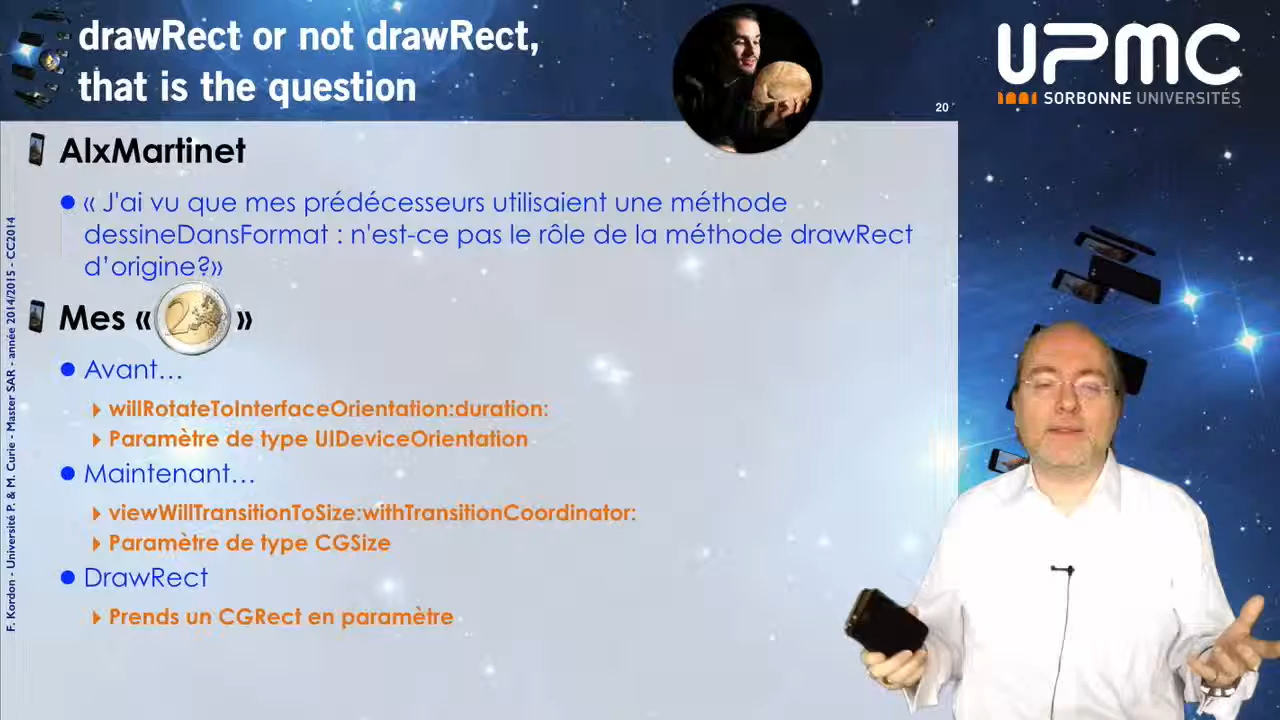 drawRect or not drawRect,
that is the question
20
UPMC
SORBONNE UNIVERSITÉS
AlxMartinet
« J'ai vu que mes prédécesseurs utilisaient une méthode
dessineDansFormat : n'est-ce pas le rôle de la méthode drawRect
d'origine?»
Mes « 2 »
Avant…
willRotateToInterfaceOrientation:duration:
Paramètre de type UIDeviceOrientation
Maintenant…
viewWillTransitionToSize:withTransitionCoordinator:
Paramètre de type CGSize
DrawRect
Prends un CGRect en paramètre
F. Kordon - Université P. & M. Curie - Master SAR - année 2014/2015 - CC2014